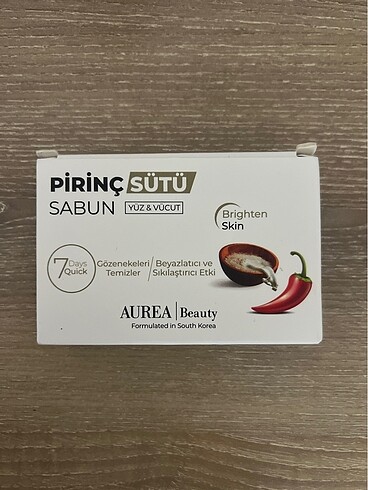 PİRİNÇ SÜTÜ
SABUN YÜZ & VÜCUT
Brighten
Skin
7 Days
Quick
Gözenekeleri
Temizler
Beyazlatıcı ve
Sıkılaştırıcı Etki
AUREA | Beauty
Formulated in South Korea